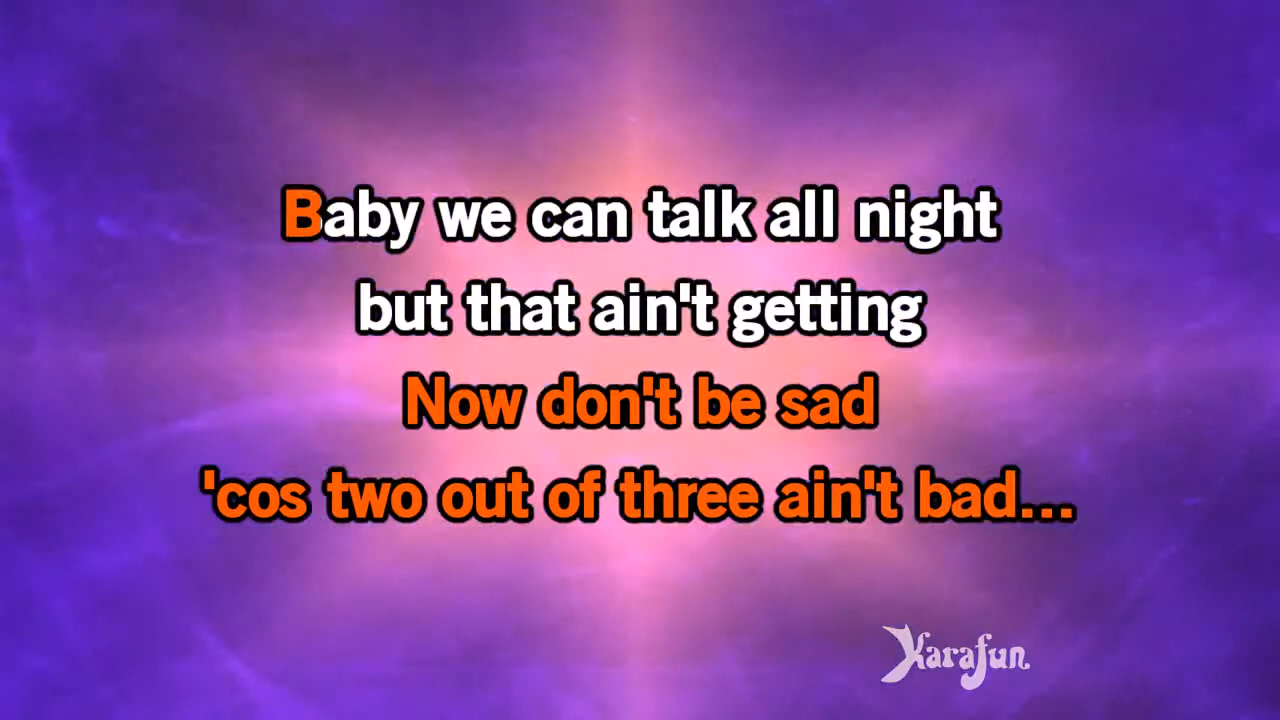 Baby we can talk all night
but that ain't getting
Now don't be sad
'cos two out of three ain't bad...
Karafun